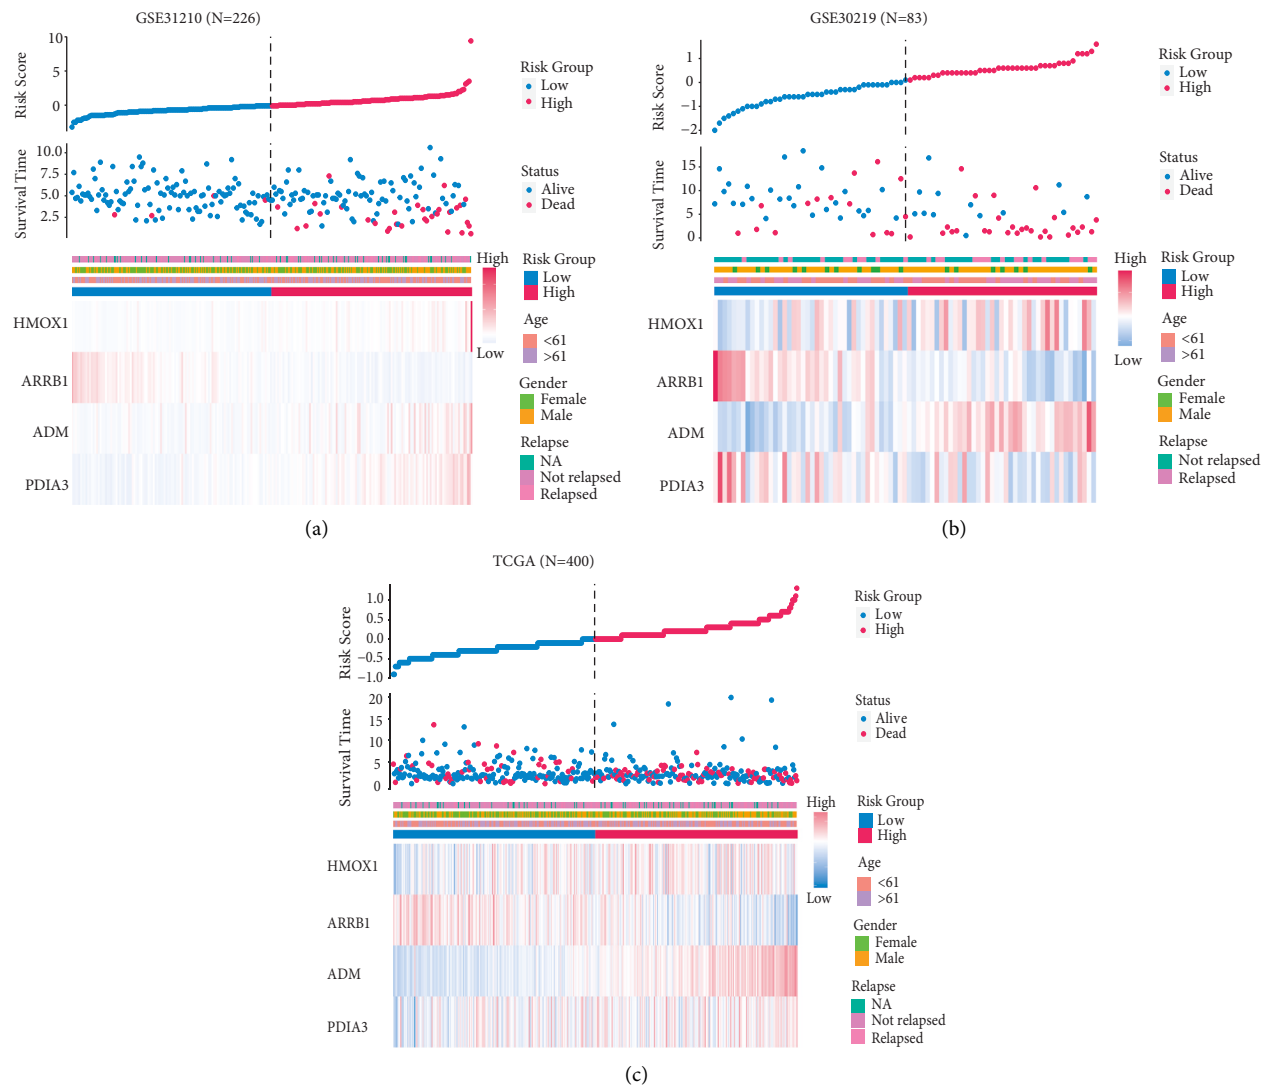 GSE31210 (N=226)
Risk Score
10
5
0
Risk Group
Low
High
Survival Time
10.0
7.5
5.0
2.5
Status
Alive
Dead
HMOX1
ARRB1
ADM
PDIA3
High
Low
Risk Group
Low
High
Age
<61
>61
Gender
Female
Male
Relapse
NA
Not relapsed
Relapsed
(a)
GSE30219 (N=83)
Risk Score
1
0
−1
−2
Risk Group
Low
High
Survival Time
15
10
5
0
Status
Alive
Dead
HMOX1
ARRB1
ADM
PDIA3
High
Low
Risk Group
Low
High
Age
<61
>61
Gender
Female
Male
Relapse
Not relapsed
Relapsed
(b)
TCGA (N=400)
Risk Score
1.0
0.5
0.0
−0.5
−1.0
Risk Group
Low
High
Survival Time
20
15
10
5
0
Status
Alive
Dead
HMOX1
ARRB1
ADM
PDIA3
High
Low
Risk Group
Low
High
Age
<61
>61
Gender
Female
Male
Relapse
NA
Not relapsed
Relapsed
(c)